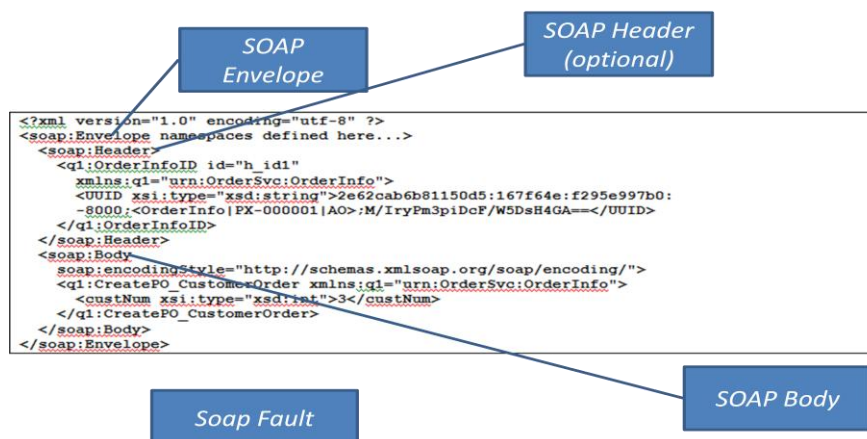 SOAP
Envelope
SOAP Header
(optional)
<?xml version="1.0" encoding="utf-8" ?>
<soap:Envelope namespaces defined here...>
<soap:Header>
<q1:OrderInfoID id="h_id1"
xmlns:q1="urn:OrderSvc:OrderInfo">
<UUID xsi:type="xsd:string">2e62cab6b81150d5:167f64e:f295e997b0:
-8000;<OrderInfo|PX-000001|AO>;M/IryPm3piDcF/W5DsH4GA==</UUID>
</q1:OrderInfoID>
</soap:Header>
<soap:Body
soap:encodingStyle="http://schemas.xmlsoap.org/soap/encoding/">
<q1:CreatePO_CustomerOrder xmlns:q1="urn:OrderSvc:OrderInfo">
<custNum xsi:type="xsd:int">3</custNum>
</q1:CreatePO_CustomerOrder>
</soap:Body>
</soap:Envelope>
Soap Fault
SOAP Body